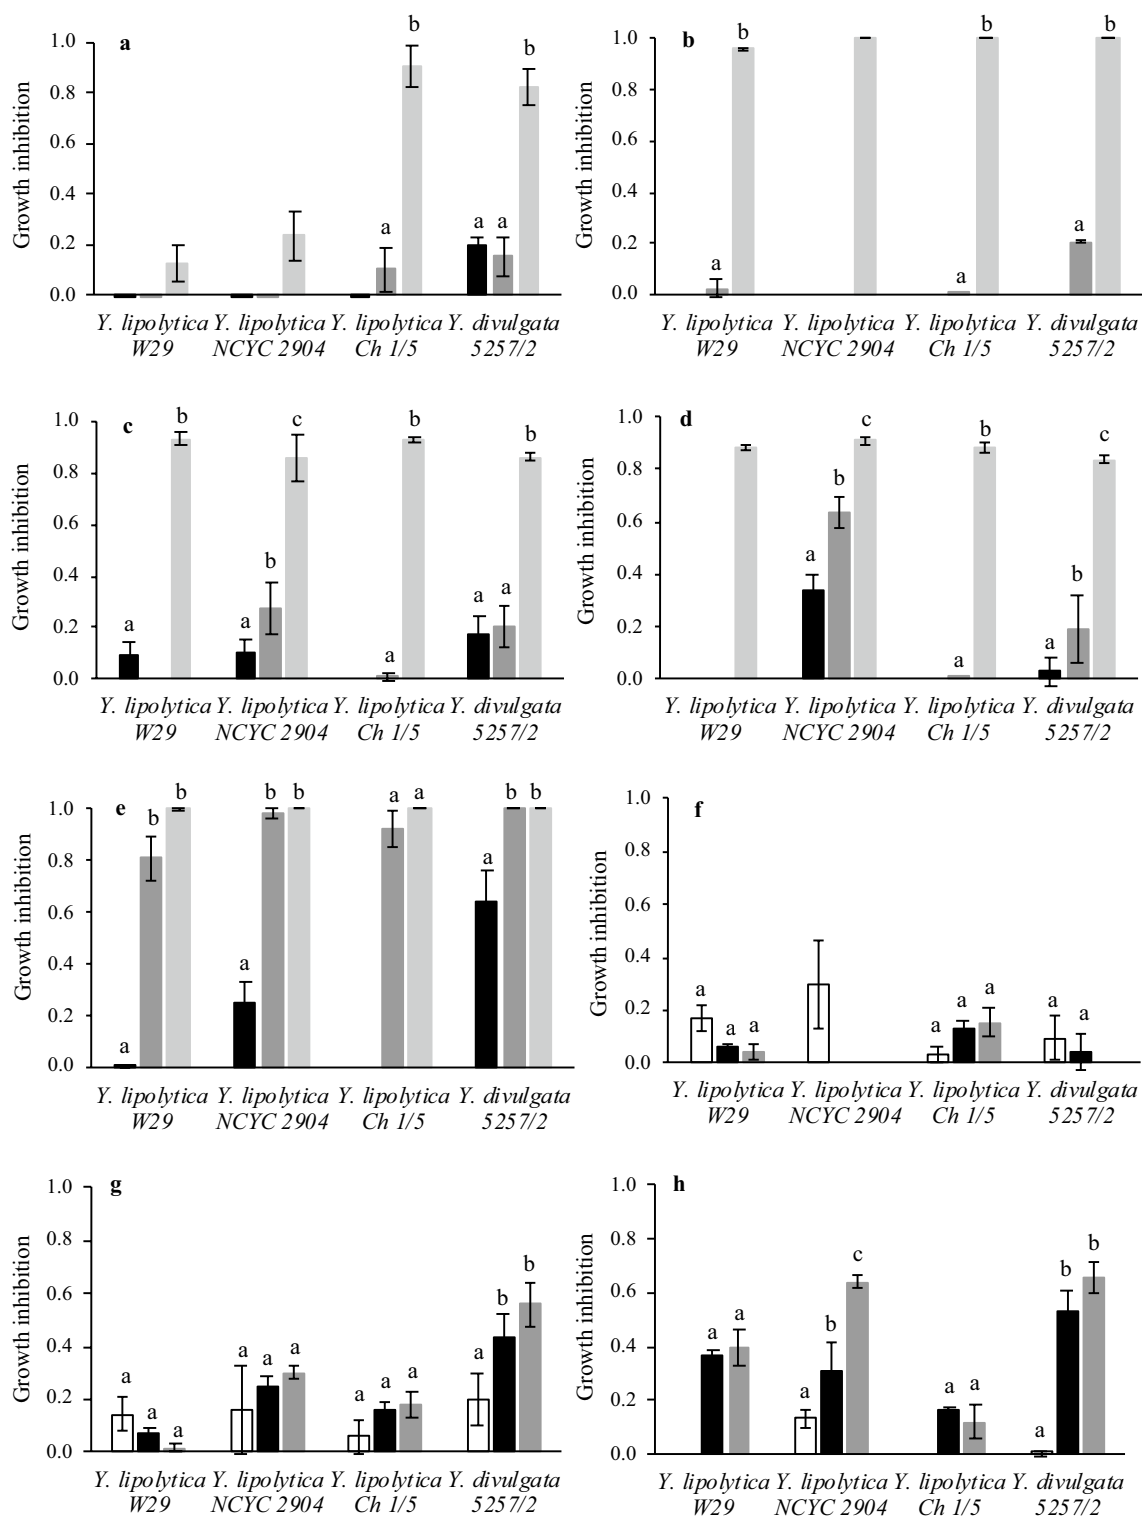 a
Growth inhibition
1.0
0.8
0.6
0.4
0.2
0.0
b
b
a
a a
Y. lipolytica Y. lipolytica Y. lipolytica Y. divulgata
W29 NCYC 2904 Ch 1/5 5257/2
b
Growth inhibition
1.0
0.8
0.6
0.4
0.2
0.0
b b b
a a a
Y. lipolytica Y. lipolytica Y. lipolytica Y. divulgata
W29 NCYC 2904 Ch 1/5 5257/2
c
Growth inhibition
1.0
0.8
0.6
0.4
0.2
0.0
b c b b
a a b a a a
Y. lipolytica Y. lipolytica Y. lipolytica Y. divulgata
W29 NCYC 2904 Ch 1/5 5257/2
d
Growth inhibition
1.0
0.8
0.6
0.4
0.2
0.0
a b c a b a b c
Y. lipolytica Y. lipolytica Y. lipolytica Y. divulgata
W29 NCYC 2904 Ch 1/5 5257/2
e
Growth inhibition
1.0
0.8
0.6
0.4
0.2
0.0
a b b a b b a a a b b
Y. lipolytica Y. lipolytica Y. lipolytica Y. divulgata
W29 NCYC 2904 Ch 1/5 5257/2
f
Growth inhibition
1.0
0.8
0.6
0.4
0.2
0.0
a a a a a a a a
Y. lipolytica Y. lipolytica Y. lipolytica Y. divulgata
W29 NCYC 2904 Ch 1/5 5257/2
g
Growth inhibition
1.0
0.8
0.6
0.4
0.2
0.0
a a a a a a a a a a b b
Y. lipolytica Y. lipolytica Y. lipolytica Y. divulgata
W29 NCYC 2904 Ch 1/5 5257/2
h
Growth inhibition
1.0
0.8
0.6
0.4
0.2
0.0
a a a b c a a a b b
Y. lipolytica Y. lipolytica Y. lipolytica Y. divulgata
W29 NCYC 2904 Ch 1/5 5257/2